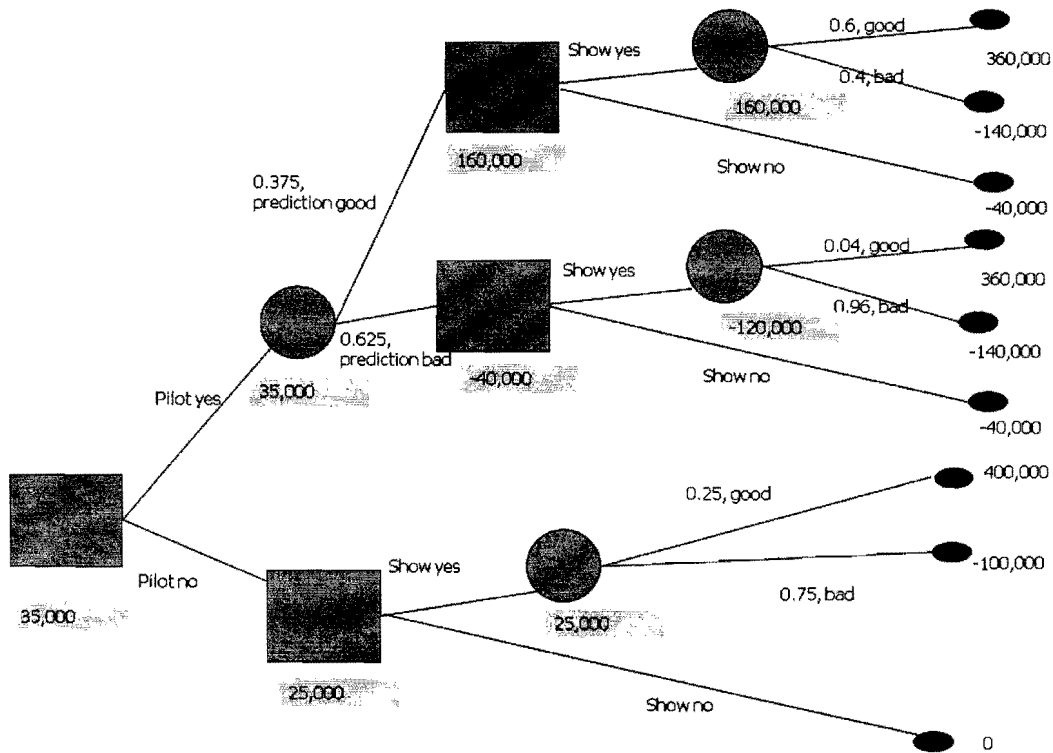 0.6, good
Show yes
360,000
0.4, bad
160,000
-140,000
160,000
Show no
0.375,
prediction good
-40,000
0.04, good
Show yes
360,000
0.96, bad
-120,000
0.625,
prediction bad
-140,000
-40,000
Show no
35,000
Pilot yes
-40,000
400,000
0.25, good
Show yes
-100,000
Pilot no
0.75, bad
35,000
25,000
25,000
Show no
0